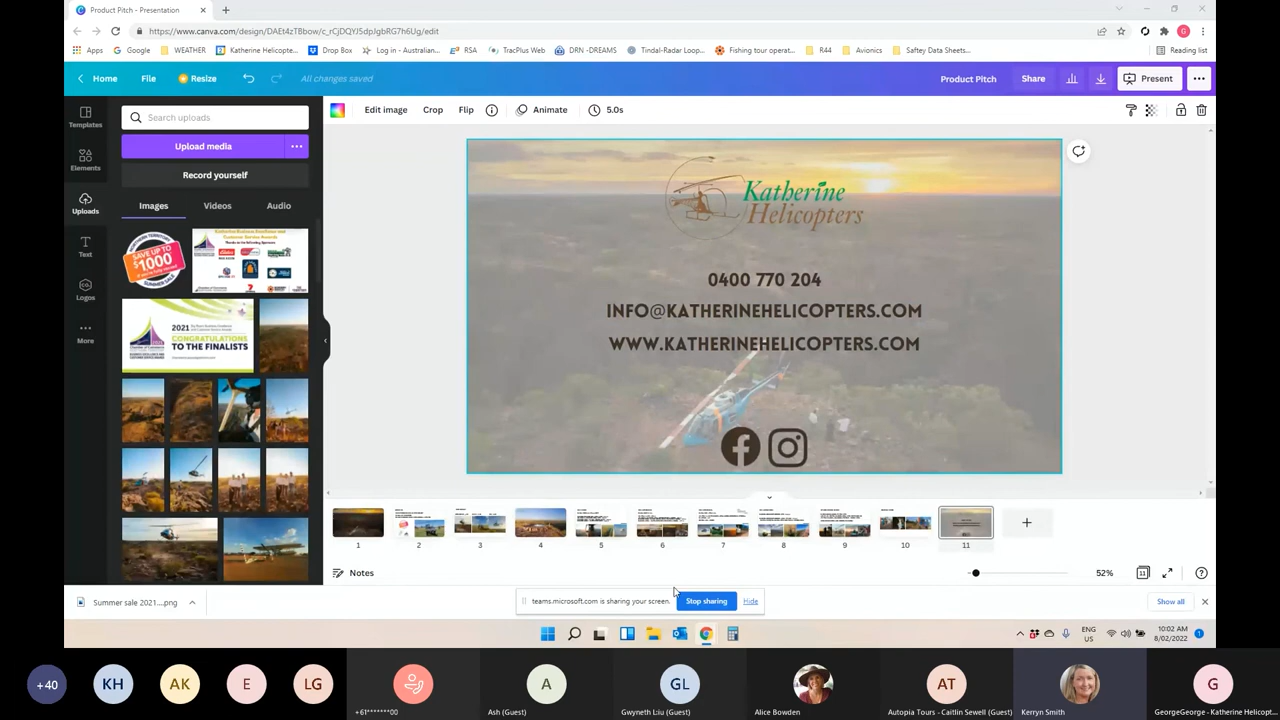 Product Pitch - Presentation
https://www.canva.com/design/DAEt4zTBbow/c_rCjDQYJ5dpJgbRG7h6Ug/edit
Apps
Google
WEATHER
Katherine Helicopte...
Drop Box
Log in - Australian...
RSA
TracPlus Web
DRN -DREAMS
Tindal-Radar Loop...
Fishing tour operat...
R44
Avionics
Saftey Data Sheets...
Reading list
Home
File
Resize
All changes saved
Product Pitch
Share
Present
Templates
Elements
Uploads
Text
Logos
More
Search uploads
Upload media
Record yourself
Images
Videos
Audio
SAVE UP TO
$1000
2021
CONGRATULATIONS
TO THE FINALISTS
Edit image
Crop
Flip
Animate
5.0s
Katherine
Helicopters
0400 770 204
INFO@KATHERINEHELICOPTERS.COM
WWW.KATHERINEHELICOPTERS.COM
1
2
3
4
5
6
7
8
9
10
11
Notes
52%
11
Summer sale 2021....png
teams.microsoft.com is sharing your screen.
Stop sharing
Hide
Show all
ENG
US
10:02 AM
8/02/2022
1
+40
KH
AK
E
LG
+61*******00
A
Ash (Guest)
GL
Gwyneth Liu (Guest)
Alice Bowden
AT
Autopia Tours - Caitlin Sewell (Guest)
Kerryn Smith
G
GeorgeGeorge - Katherine Helicopt...